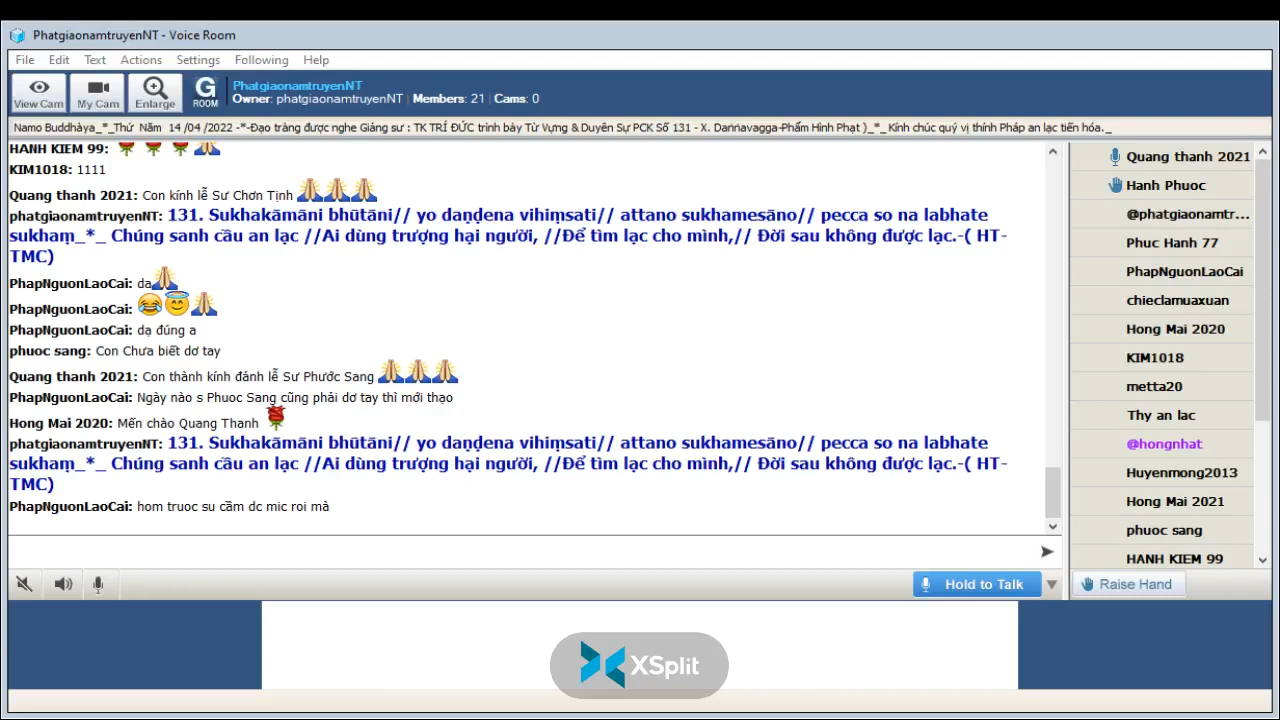 PhatgiaonamtruyenNT - Voice Room
File Edit Text Actions Settings Following Help
View Cam
My Cam
Enlarge
G ROOM
PhatgiaonamtruyenNT
Owner: phatgiaonamtruyenNT | Members: 21 | Cams: 0
Namo Buddhàya_*_Thứ Năm 14 /04 /2022 -*-Đạo tràng được nghe Giảng sư : TK TRÍ ĐỨC trình bày Từ Vựng & Duyên Sự PCK Số 131 - X. Daṇḍavagga-Phẩm Hình Phạt )_*_ Kính chúc quý vị thính Pháp an lạc tiến hóa._
HANH KIEM 99:
KIM1018: 1111
Quang thanh 2021: Con kính lễ Sư Chơn Tịnh
phatgiaonamtruyenNT: 131. Sukhakāmāni bhūtāni// yo daṇḍena vihiṃsati// attano sukhamesāno// pecca so na labhate
sukhaṃ_*_ Chúng sanh cầu an lạc //Ai dùng trượng hại người, //Để tìm lạc cho mình,// Đời sau không được lạc.-( HT-
TMC)
PhapNguonLaoCai: da
PhapNguonLaoCai:
PhapNguonLaoCai: dạ đúng a
phuoc sang: Con Chưa biết dơ tay
Quang thanh 2021: Con thành kính đảnh lễ Sư Phước Sang
PhapNguonLaoCai: Ngày nào s Phuoc Sang cũng phải dơ tay thì mới thạo
Hong Mai 2020: Mến chào Quang Thanh
phatgiaonamtruyenNT: 131. Sukhakāmāni bhūtāni// yo daṇḍena vihiṃsati// attano sukhamesāno// pecca so na labhate
sukhaṃ_*_ Chúng sanh cầu an lạc //Ai dùng trượng hại người, //Để tìm lạc cho mình,// Đời sau không được lạc.-( HT-
TMC)
PhapNguonLaoCai: hom truoc su cầm dc mic roi mà
Quang thanh 2021
Hanh Phuoc
@phatgiaonamtr...
Phuc Hanh 77
PhapNguonLaoCai
chieclamuaxuan
Hong Mai 2020
KIM1018
metta20
Thy an lac
@hongnhat
Huyenmong2013
Hong Mai 2021
phuoc sang
HANH KIEM 99
Hold to Talk
Raise Hand
XSplit